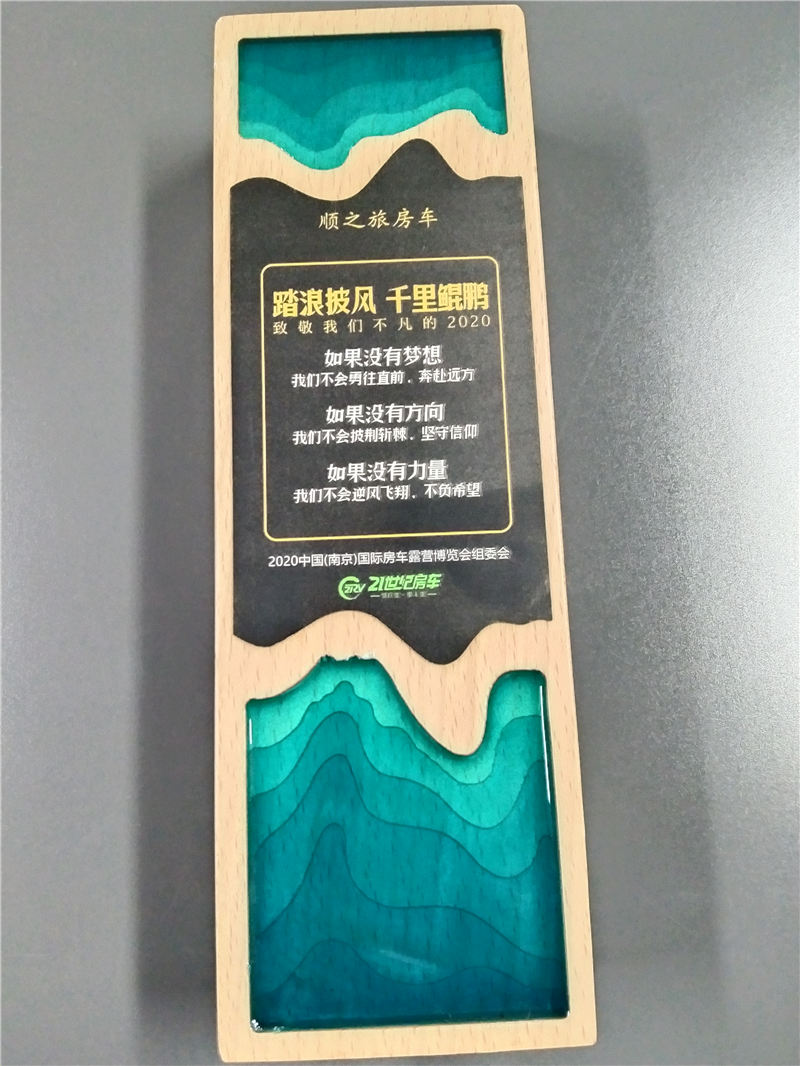 顺之旅房车
踏浪披风 千里鲲鹏
致敬我们不凡的2020
如果没有梦想
我们不会勇往直前，奔赴远方
如果没有方向
我们不会披荆斩棘，坚守信仰
如果没有力量
我们不会逆风飞翔，不负希望
2020中国(南京)国际房车露营博览会组委会
21RV 21世纪房车